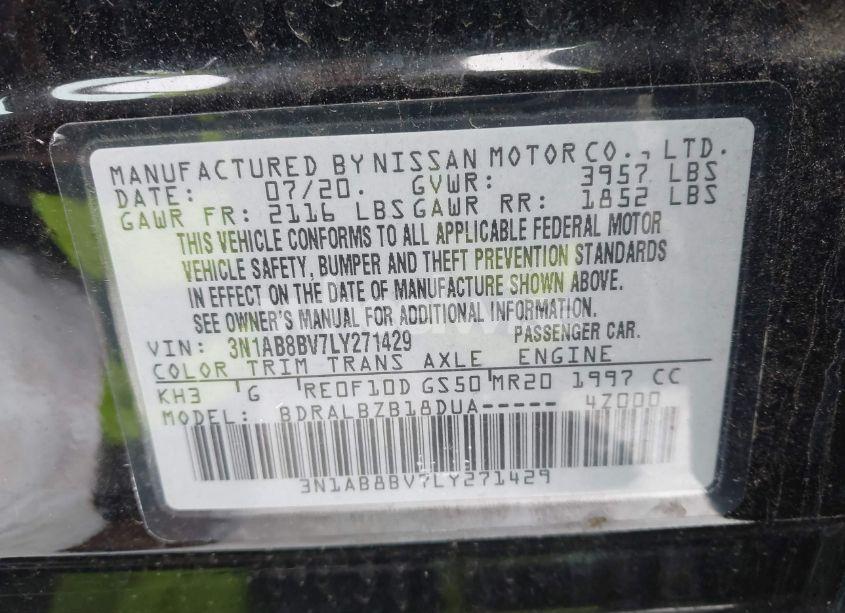 MANUFACTURED BY NISSAN MOTOR CO., LTD.
DATE: 07/20. GVWR: 3957 LBS
GAWR FR: 2116 LBS GAWR RR: 1852 LBS
THIS VEHICLE CONFORMS TO ALL APPLICABLE FEDERAL MOTOR
VEHICLE SAFETY, BUMPER AND THEFT PREVENTION STANDARDS
IN EFFECT ON THE DATE OF MANUFACTURE SHOWN ABOVE.
SEE OWNER'S MANUAL FOR ADDITIONAL INFORMATION.
VIN: 3N1AB8BV7LY271429 PASSENGER CAR.
COLOR TRIM TRANS AXLE ENGINE
KH3 G RE0F10D GS50 MR20 1997 CC
MODEL: BDRALBZB18DUA----- 4Z000
3N1AB8BV7LY271429